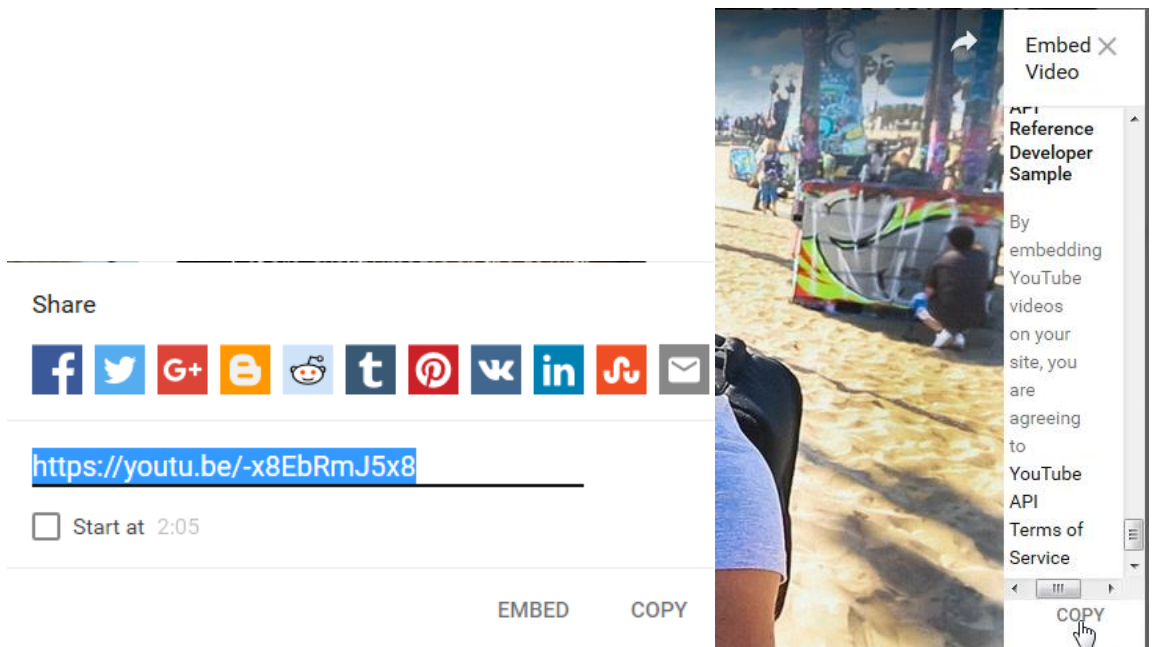 Share
G+
https://youtu.be/-x8EbRmJ5x8
Start at 2:05
EMBED COPY
Embed
Video
API
Reference
Developer
Sample
By
embedding
YouTube
videos
on your
site, you
are
agreeing
to
YouTube
API
Terms of
Service
COPY